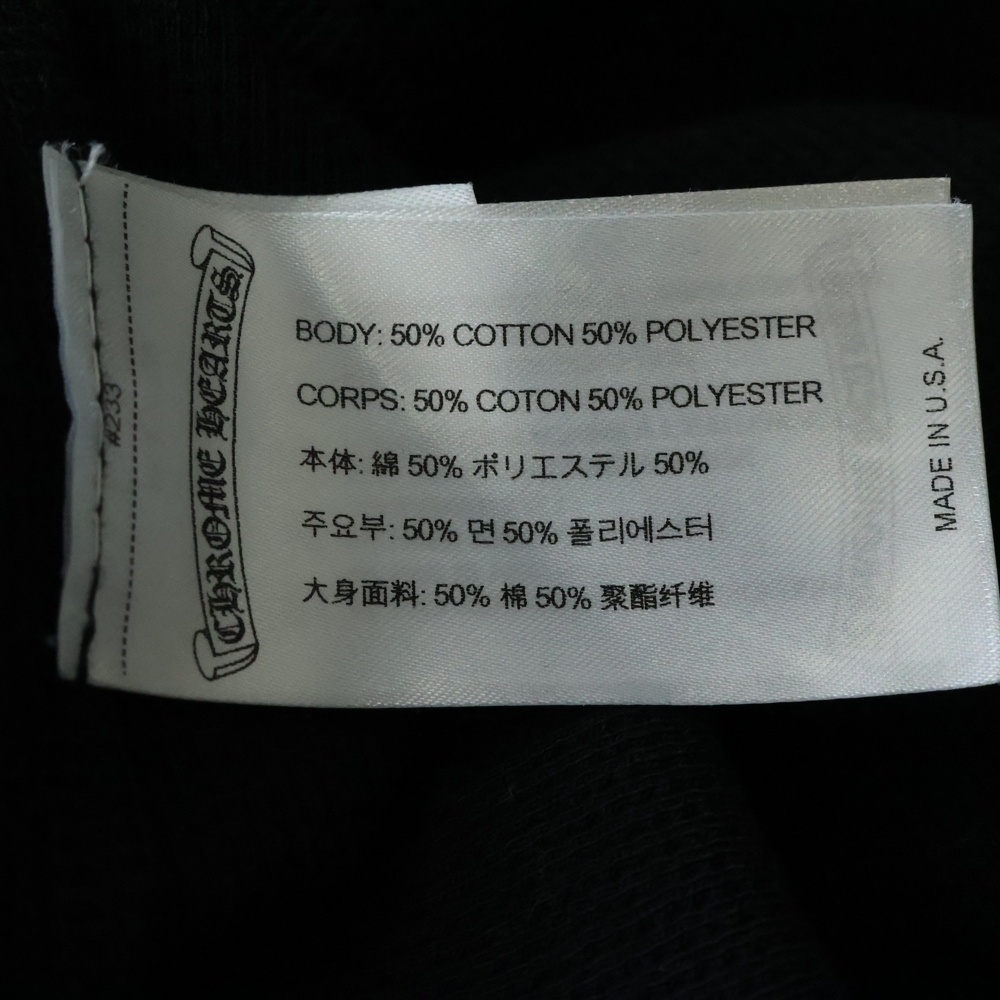 #233
CHROME HEARTS
BODY: 50% COTTON 50% POLYESTER
CORPS: 50% COTON 50% POLYESTER
本体: 綿 50% ポリエステル 50%
주요부: 50% 면 50% 폴리에스터
大身面料: 50% 棉 50% 聚酯纤维
MADE IN U.S.A.